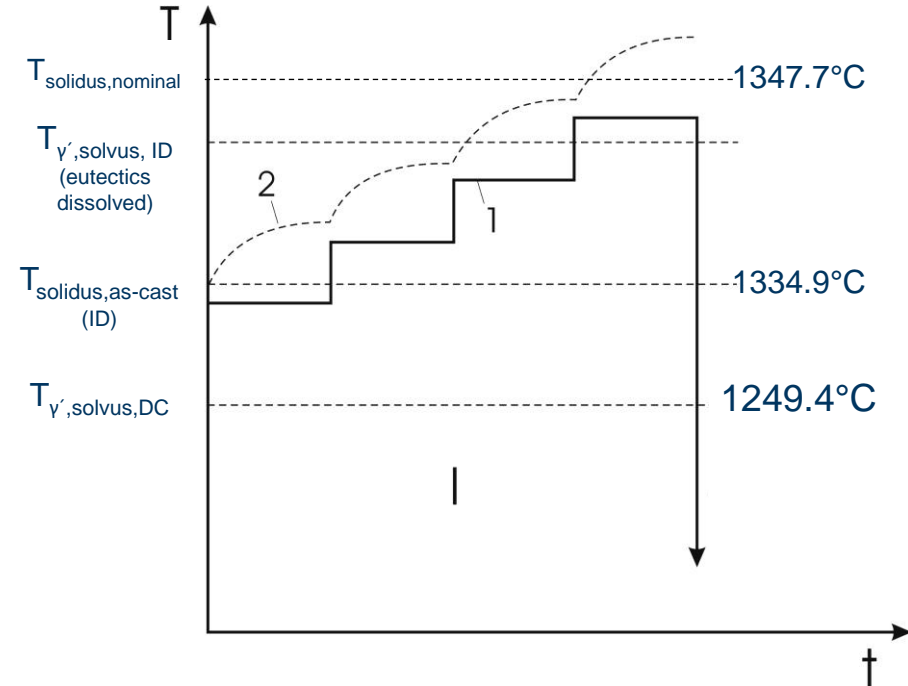 T
T solidus,nominal
1347.7°C
T γ´,solvus, ID
(eutectics
dissolved)
2
1
T solidus,as-cast
(ID)
1334.9°C
T γ´,solvus,DC
1249.4°C
I
t